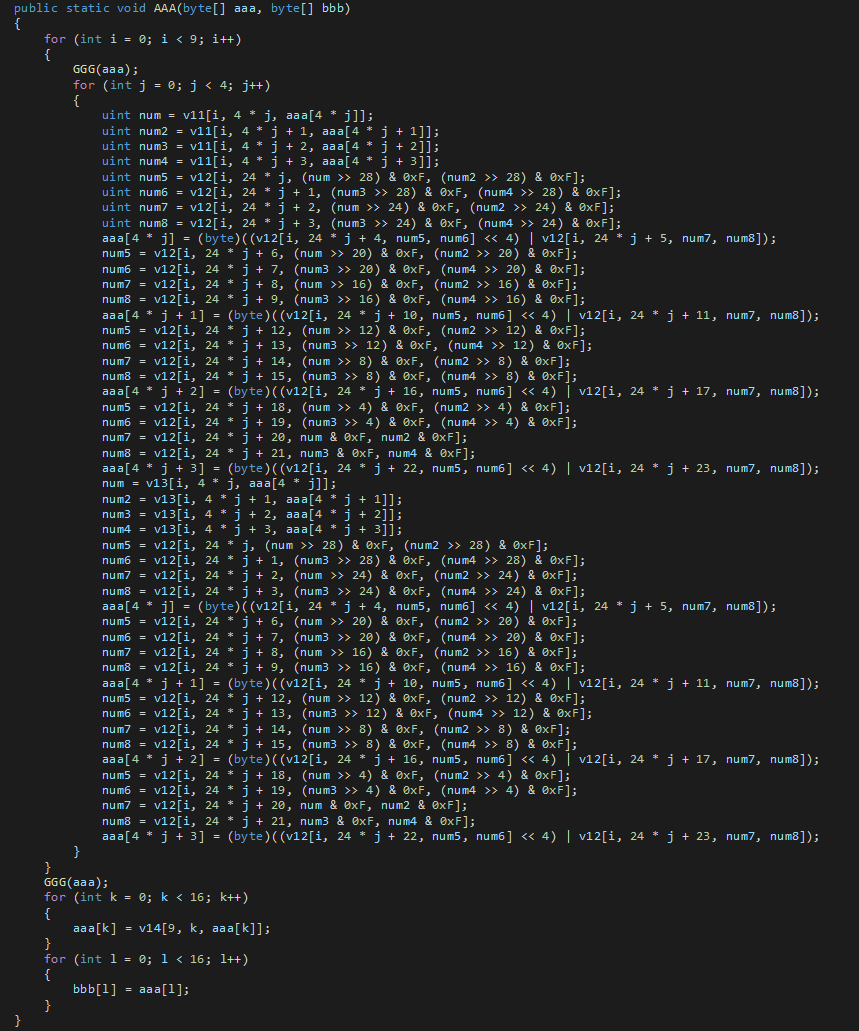 public static void AAA(byte[] aaa, byte[] bbb)
{
    for (int i = 0; i < 9; i++)
    {
        GGG(aaa);
        for (int j = 0; j < 4; j++)
        {
            uint num = v11[i, 4 * j, aaa[4 * j]];
            uint num2 = v11[i, 4 * j + 1, aaa[4 * j + 1]];
            uint num3 = v11[i, 4 * j + 2, aaa[4 * j + 2]];
            uint num4 = v11[i, 4 * j + 3, aaa[4 * j + 3]];
            uint num5 = v12[i, 24 * j, (num >> 28) & 0xF, (num2 >> 28) & 0xF];
            uint num6 = v12[i, 24 * j + 1, (num3 >> 28) & 0xF, (num4 >> 28) & 0xF];
            uint num7 = v12[i, 24 * j + 2, (num >> 24) & 0xF, (num2 >> 24) & 0xF];
            uint num8 = v12[i, 24 * j + 3, (num3 >> 24) & 0xF, (num4 >> 24) & 0xF];
            aaa[4 * j] = (byte)((v12[i, 24 * j + 4, num5, num6] << 4) | v12[i, 24 * j + 5, num7, num8]);
            num5 = v12[i, 24 * j + 6, (num >> 20) & 0xF, (num2 >> 20) & 0xF];
            num6 = v12[i, 24 * j + 7, (num3 >> 20) & 0xF, (num4 >> 20) & 0xF];
            num7 = v12[i, 24 * j + 8, (num >> 16) & 0xF, (num2 >> 16) & 0xF];
            num8 = v12[i, 24 * j + 9, (num3 >> 16) & 0xF, (num4 >> 16) & 0xF];
            aaa[4 * j + 1] = (byte)((v12[i, 24 * j + 10, num5, num6] << 4) | v12[i, 24 * j + 11, num7, num8]);
            num5 = v12[i, 24 * j + 12, (num >> 12) & 0xF, (num2 >> 12) & 0xF];
            num6 = v12[i, 24 * j + 13, (num3 >> 12) & 0xF, (num4 >> 12) & 0xF];
            num7 = v12[i, 24 * j + 14, (num >> 8) & 0xF, (num2 >> 8) & 0xF];
            num8 = v12[i, 24 * j + 15, (num3 >> 8) & 0xF, (num4 >> 8) & 0xF];
            aaa[4 * j + 2] = (byte)((v12[i, 24 * j + 16, num5, num6] << 4) | v12[i, 24 * j + 17, num7, num8]);
            num5 = v12[i, 24 * j + 18, (num >> 4) & 0xF, (num2 >> 4) & 0xF];
            num6 = v12[i, 24 * j + 19, (num3 >> 4) & 0xF, (num4 >> 4) & 0xF];
            num7 = v12[i, 24 * j + 20, num & 0xF, num2 & 0xF];
            num8 = v12[i, 24 * j + 21, num3 & 0xF, num4 & 0xF];
            aaa[4 * j + 3] = (byte)((v12[i, 24 * j + 22, num5, num6] << 4) | v12[i, 24 * j + 23, num7, num8]);
            num = v13[i, 4 * j, aaa[4 * j]];
            num2 = v13[i, 4 * j + 1, aaa[4 * j + 1]];
            num3 = v13[i, 4 * j + 2, aaa[4 * j + 2]];
            num4 = v13[i, 4 * j + 3, aaa[4 * j + 3]];
            num5 = v12[i, 24 * j, (num >> 28) & 0xF, (num2 >> 28) & 0xF];
            num6 = v12[i, 24 * j + 1, (num3 >> 28) & 0xF, (num4 >> 28) & 0xF];
            num7 = v12[i, 24 * j + 2, (num >> 24) & 0xF, (num2 >> 24) & 0xF];
            num8 = v12[i, 24 * j + 3, (num3 >> 24) & 0xF, (num4 >> 24) & 0xF];
            aaa[4 * j] = (byte)((v12[i, 24 * j + 4, num5, num6] << 4) | v12[i, 24 * j + 5, num7, num8]);
            num5 = v12[i, 24 * j + 6, (num >> 20) & 0xF, (num2 >> 20) & 0xF];
            num6 = v12[i, 24 * j + 7, (num3 >> 20) & 0xF, (num4 >> 20) & 0xF];
            num7 = v12[i, 24 * j + 8, (num >> 16) & 0xF, (num2 >> 16) & 0xF];
            num8 = v12[i, 24 * j + 9, (num3 >> 16) & 0xF, (num4 >> 16) & 0xF];
            aaa[4 * j + 1] = (byte)((v12[i, 24 * j + 10, num5, num6] << 4) | v12[i, 24 * j + 11, num7, num8]);
            num5 = v12[i, 24 * j + 12, (num >> 12) & 0xF, (num2 >> 12) & 0xF];
            num6 = v12[i, 24 * j + 13, (num3 >> 12) & 0xF, (num4 >> 12) & 0xF];
            num7 = v12[i, 24 * j + 14, (num >> 8) & 0xF, (num2 >> 8) & 0xF];
            num8 = v12[i, 24 * j + 15, (num3 >> 8) & 0xF, (num4 >> 8) & 0xF];
            aaa[4 * j + 2] = (byte)((v12[i, 24 * j + 16, num5, num6] << 4) | v12[i, 24 * j + 17, num7, num8]);
            num5 = v12[i, 24 * j + 18, (num >> 4) & 0xF, (num2 >> 4) & 0xF];
            num6 = v12[i, 24 * j + 19, (num3 >> 4) & 0xF, (num4 >> 4) & 0xF];
            num7 = v12[i, 24 * j + 20, num & 0xF, num2 & 0xF];
            num8 = v12[i, 24 * j + 21, num3 & 0xF, num4 & 0xF];
            aaa[4 * j + 3] = (byte)((v12[i, 24 * j + 22, num5, num6] << 4) | v12[i, 24 * j + 23, num7, num8]);
        }
    }
    GGG(aaa);
    for (int k = 0; k < 16; k++)
    {
        aaa[k] = v14[9, k, aaa[k]];
    }
    for (int l = 0; l < 16; l++)
    {
        bbb[l] = aaa[l];
    }
}